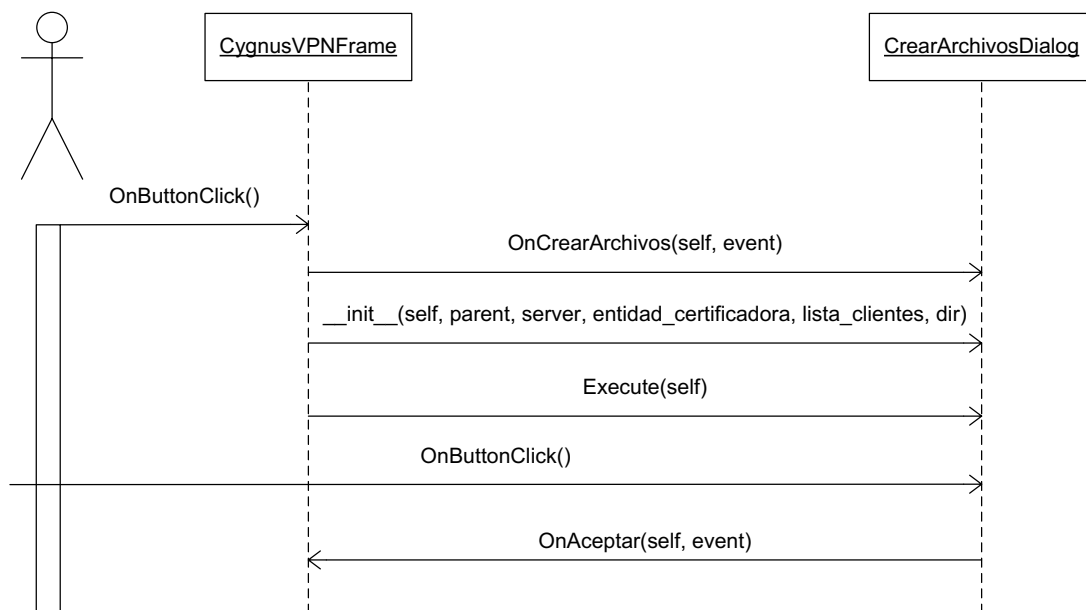 CygnusVPNFrame
CrearArchivosDialog
OnButtonClick()
OnCrearArchivos(self, event)
__init__(self, parent, server, entidad_certificadora, lista_clientes, dir)
Execute(self)
OnButtonClick()
OnAceptar(self, event)